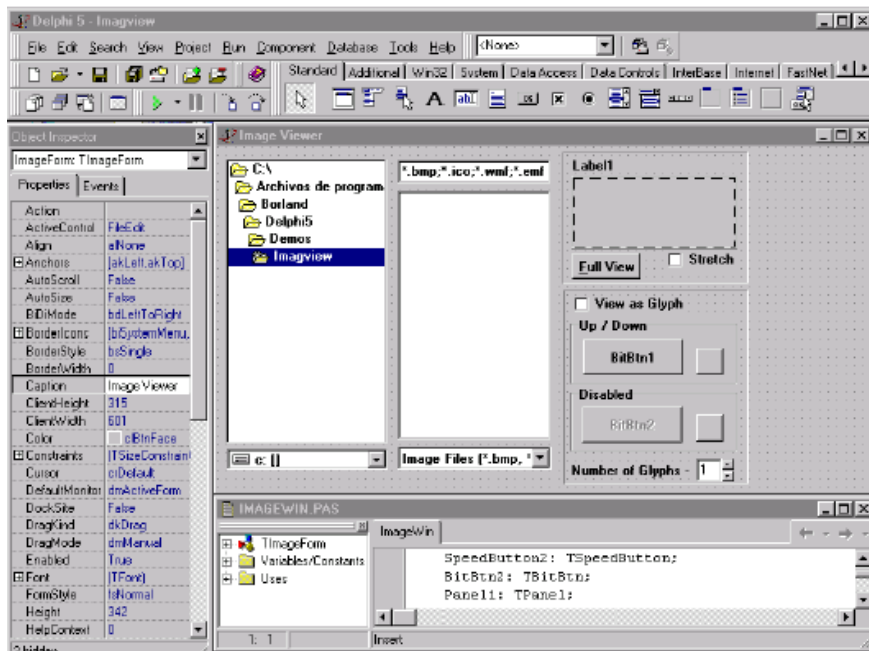 Delphi 5 - Imagview
File Edit Search View Project Run Component Database Tools Help <None>
Standard Additional Win32 System Data Access Data Controls InterBase Internet FastNet
Object Inspector
ImageForm: TImageForm
Properties Events
Action
ActiveControl FileEdit
Align alNone
Anchors [akLeft,akTop]
AutoScroll False
AutoSize False
BiDiMode bdLeftToRight
BorderIcons [biSystemMenu,
BorderStyle bsSingle
BorderWidth 0
Caption Image Viewer
ClientHeight 315
ClientWidth 601
Color clBtnFace
Constraints (TSizeConstrain
Cursor crDefault
DefaultMonitor dmActiveForm
DockSite False
DragKind dkDrag
DragMode dmManual
Enabled True
Font (TFont)
FormStyle fsNormal
Height 342
HelpContext 0
Image Viewer
C:\
Archivos de program
Borland
Delphi5
Demos
Imagview
c: []
*.bmp;*.ico;*.wmf;*.emf
Image Files (*.bmp,
Label1
Full View Stretch
View as Glyph
Up / Down
BitBtn1
Disabled
BitBtn2
Number of Glyphs - 1
IMAGEWIN.PAS
TImageForm
Variables/Constants
Uses
ImageWin
SpeedButton2: TSpeedButton;
BitBtn2: TBitBtn;
Panel1: TPanel;
1: 1 Insert